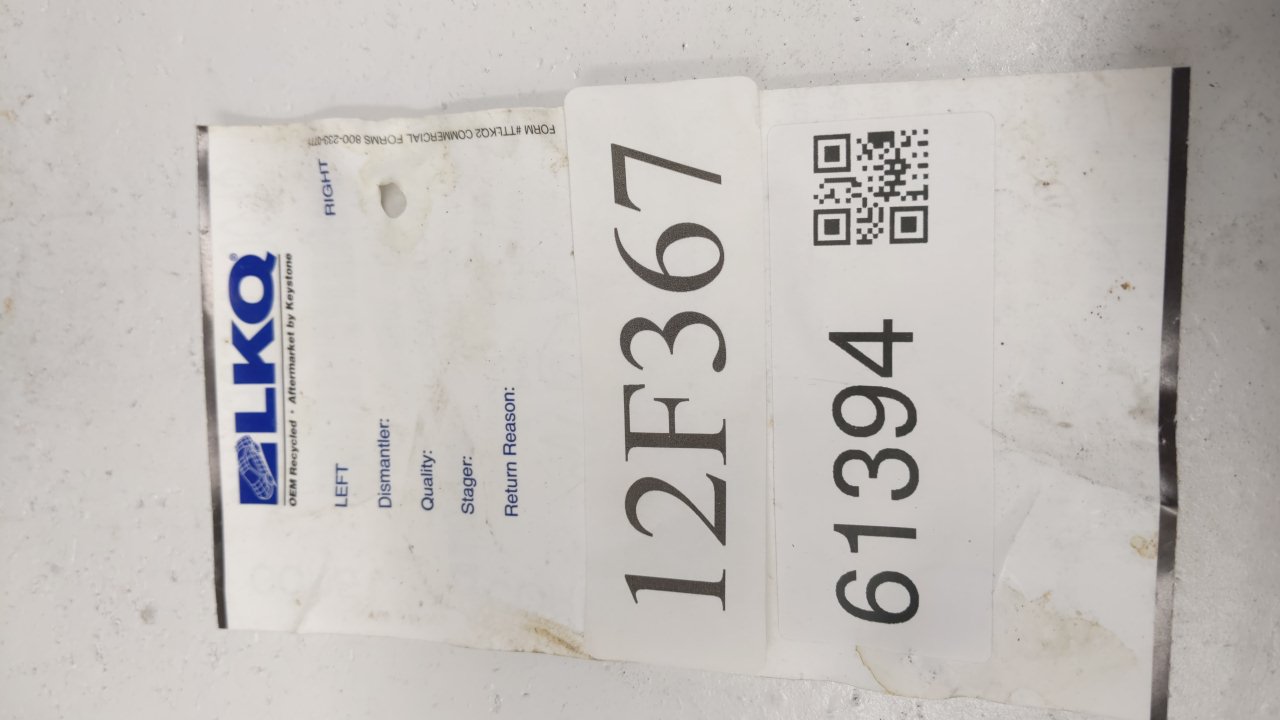 LKQ®
OEM Recycled • Aftermarket by Keystone
LEFT RIGHT
Dismantler:
Quality:
Stager:
Return Reason:
FORM #TTLKQ2 COMMERCIAL FORMS
12F367
61394